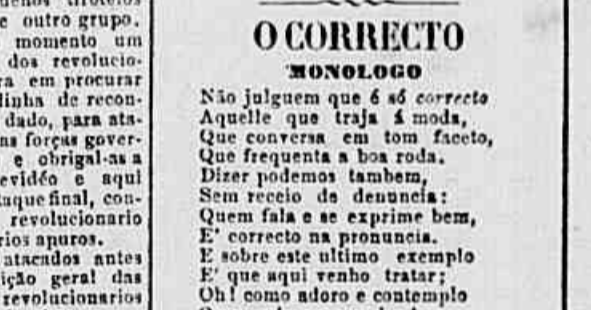 e outro grupo.
momento um
dos revolucio-
ra em procurar
linha de recon-
dado, para ata-
as forças gover-
e obrigal-as a
evidéo e aqui
taque final, con-
revolucionario
rios apuros.
atacados antes
ição geral das
revolucionarios
O CORRECTO
MONOLOGO
Não julguem que é só correcto
Aquelle que traja á moda,
Que conversa em tom faceto,
Que frequenta a boa roda.
Dizer podemos tambem,
Sem receio de denuncia:
Quem fala e se exprime bem,
E' correcto na pronuncia.
E sobre este ultimo exemplo
E' que aqui venho tratar;
Oh! como adoro e contemplo